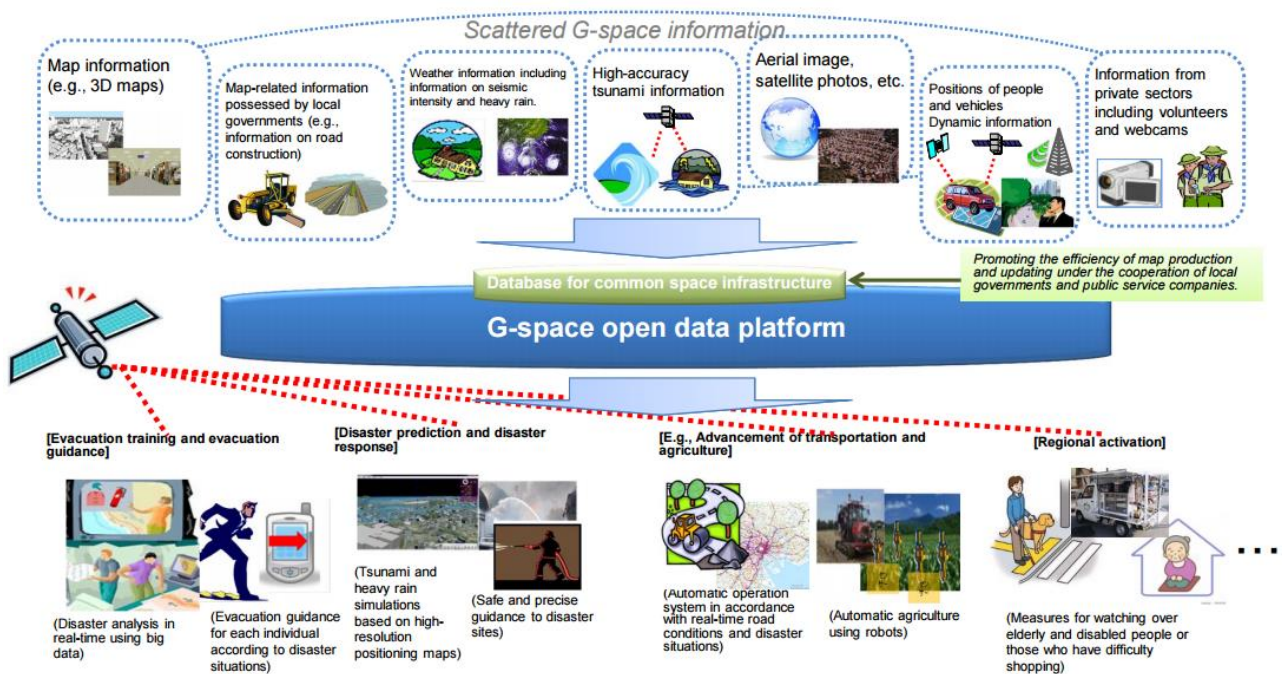 Scattered G-space information
Map information
(e.g., 3D maps)
Map-related information
possessed by local
governments (e.g.,
information on road
construction)
Weather information including
information on seismic
intensity and heavy rain.
High-accuracy
tsunami information
Aerial image,
satellite photos, etc.
Positions of people
and vehicles
Dynamic information
Information from
private sectors
including volunteers
and webcams
Database for common space infrastructure
Promoting the efficiency of map production
and updating under the cooperation of local
governments and public service companies.
G-space open data platform
[Evacuation training and evacuation
guidance]
(Disaster analysis in
real-time using big
data)
(Evacuation guidance
for each individual
according to disaster
situations)
[Disaster prediction and disaster
response]
(Tsunami and
heavy rain
simulations
based on high-
resolution
positioning maps)
(Safe and precise
guidance to disaster
sites)
[E.g., Advancement of transportation and
agriculture]
(Automatic operation
system in accordance
with real-time road
conditions and disaster
situations)
(Automatic agriculture
using robots)
[Regional activation]
(Measures for watching over
elderly and disabled people or
those who have difficulty
shopping)
...